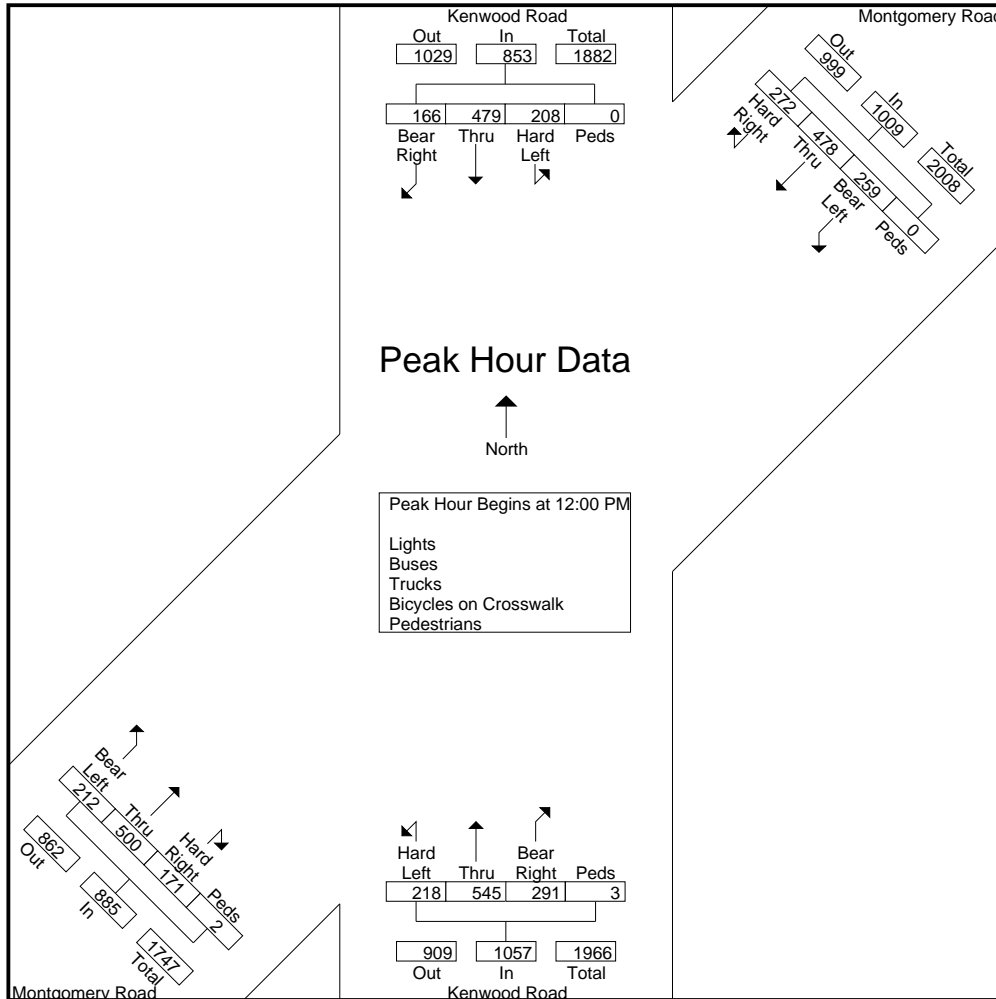 Kenwood Road
Out In Total
1029 853 1882
166 479 208 0
Bear Right Thru Hard Left Peds
Montgomery Road
Out In Total
999 1009 2008
272 478 259 0
Hard Right Thru Bear Left Peds
Peak Hour Data
North
Peak Hour Begins at 12:00 PM
Lights
Buses
Trucks
Bicycles on Crosswalk
Pedestrians
Bear Left Thru Hard Right Peds
212 500 171 2
862 885 1747
Out In Total
Montgomery Road
Hard Left Thru Bear Right Peds
218 545 291 3
909 1057 1966
Out In Total
Kenwood Road